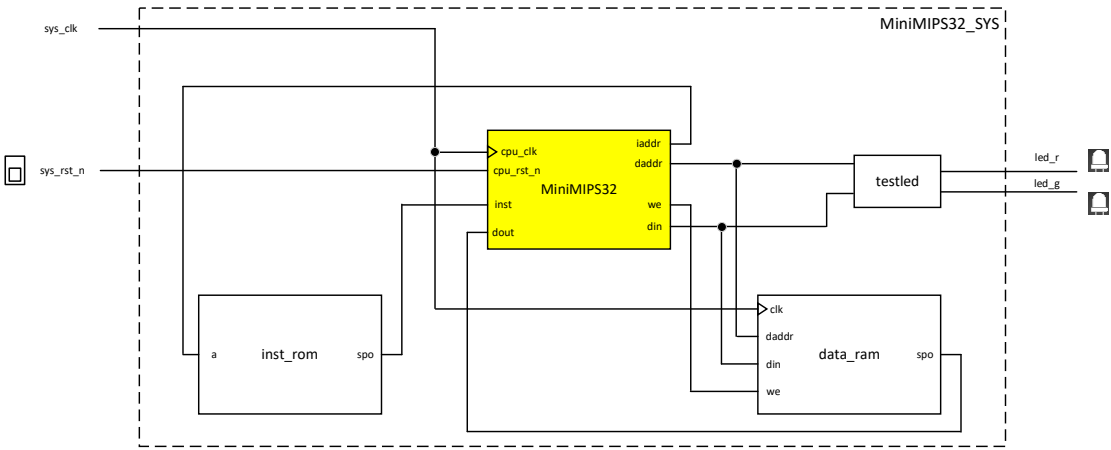 MiniMIPS32_SYS
sys_clk
sys_rst_n
cpu_clk
cpu_rst_n
inst
dout
MiniMIPS32
iaddr
daddr
we
din
testled
led_r
led_g
a
inst_rom
spo
clk
daddr
din
we
data_ram
spo